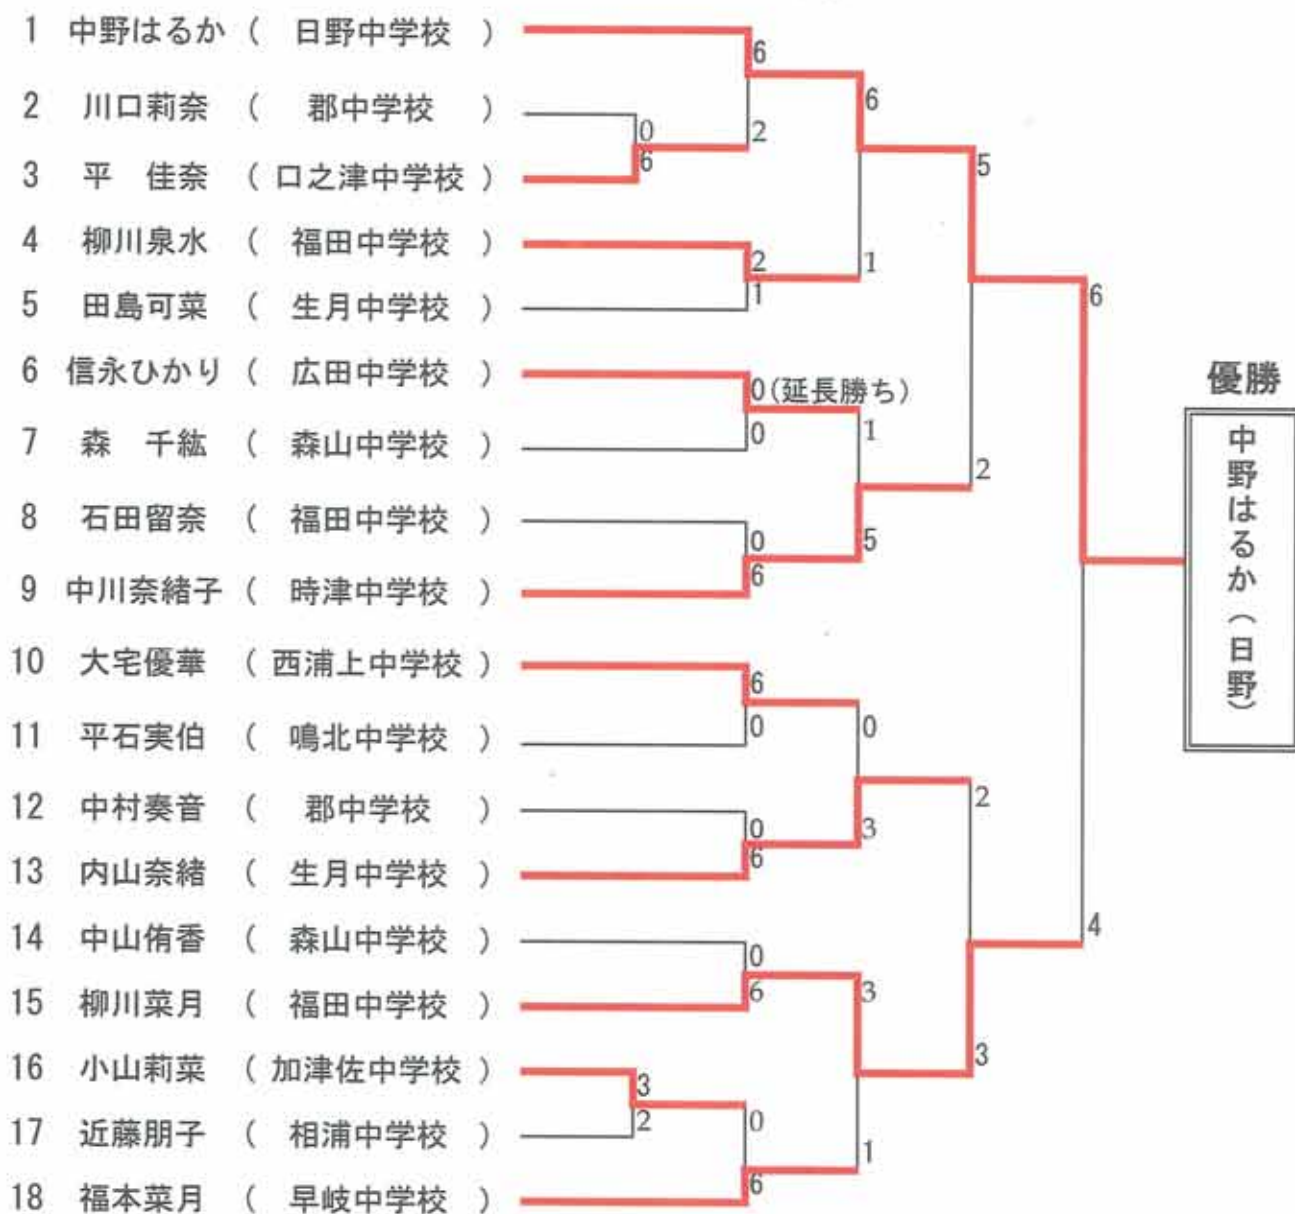 1 中野はるか ( 日野中学校 )
6
2 川口莉奈 ( 郡中学校 )
6
0
2
3 平 佳奈 ( 口之津中学校 )
6
5
4 柳川泉水 ( 福田中学校 )
2
1
5 田島可菜 ( 生月中学校 )
1
6
6 信永ひかり ( 広田中学校 )
0(延長勝ち)
優勝
7 森 千紘 ( 森山中学校 )
0
1
2
8 石田留奈 ( 福田中学校 )
0
5
9 中川奈緒子 ( 時津中学校 )
6
中野はるか(日野)
10 大宅優華 ( 西浦上中学校 )
6
11 平石実伯 ( 鳴北中学校 )
0
0
12 中村奏音 ( 郡中学校 )
0
3
2
13 内山奈緒 ( 生月中学校 )
6
14 中山侑香 ( 森山中学校 )
0
4
15 柳川菜月 ( 福田中学校 )
6
3
16 小山莉菜 ( 加津佐中学校 )
3
3
17 近藤朋子 ( 相浦中学校 )
2
0
1
18 福本菜月 ( 早岐中学校 )
6